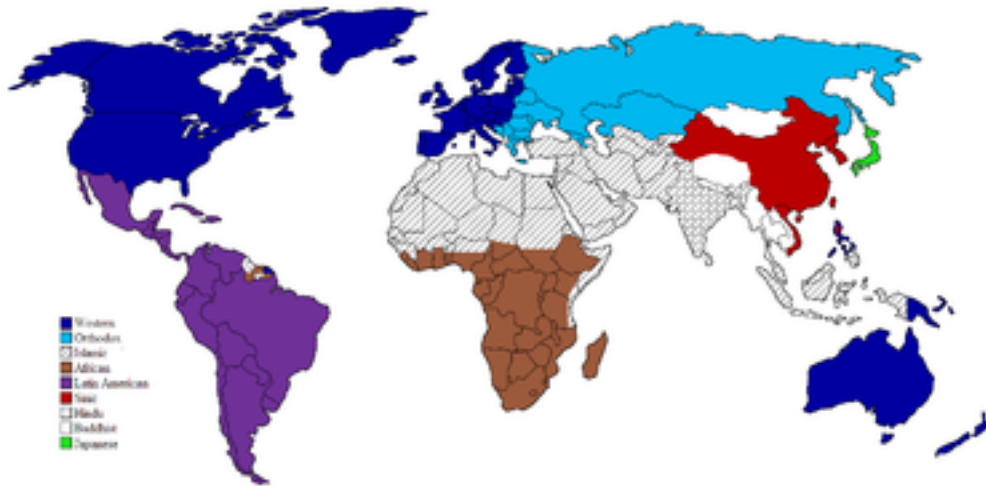 Western
Orthodox
Islamic
African
Latin American
Sinic
Hindu
Buddhist
Japanese